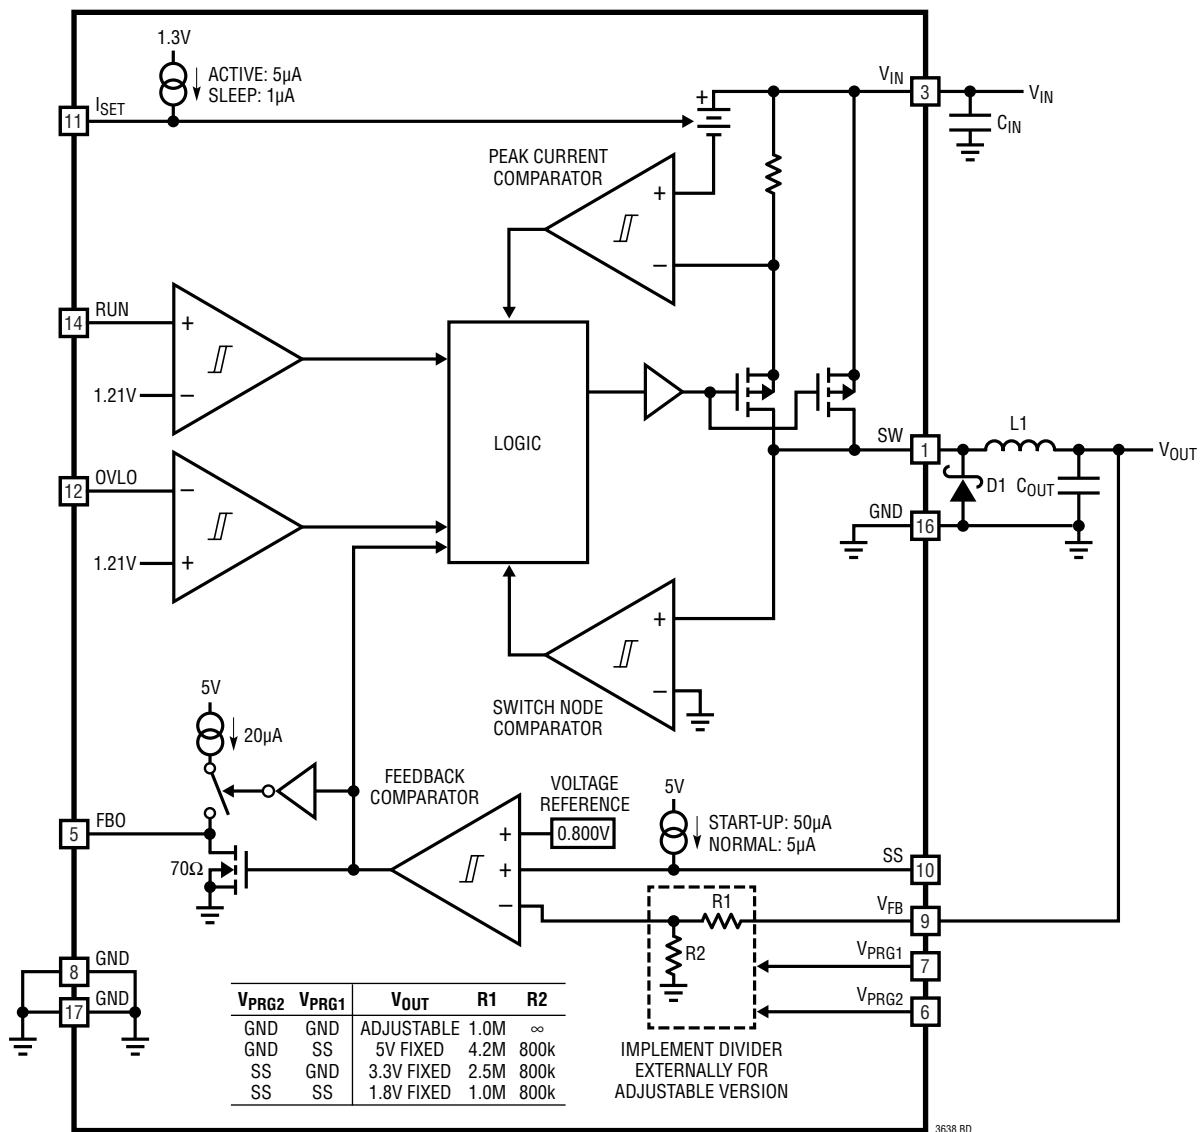 1.3V
ACTIVE: 5µA
SLEEP: 1µA
11
ISET
VIN
3
VIN
CIN
+
PEAK CURRENT
COMPARATOR
+
–
14
RUN
+
1.21V
–
LOGIC
12
OVLO
–
1.21V
+
SW
1
L1
VOUT
D1
COUT
GND
16
+
–
SWITCH NODE
COMPARATOR
5V
20µA
5
FBO
70Ω
FEEDBACK
COMPARATOR
VOLTAGE
REFERENCE
0.800V
+
+
–
5V
START-UP: 50µA
NORMAL: 5µA
SS
10
R1
R2
VFB
9
VPRG1
7
VPRG2
6
IMPLEMENT DIVIDER
EXTERNALLY FOR
ADJUSTABLE VERSION
8
GND
17
GND
VPRG2 VPRG1 VOUT R1 R2
GND GND ADJUSTABLE 1.0M ∞
GND SS 5V FIXED 4.2M 800k
SS GND 3.3V FIXED 2.5M 800k
SS SS 1.8V FIXED 1.0M 800k
3638 BD